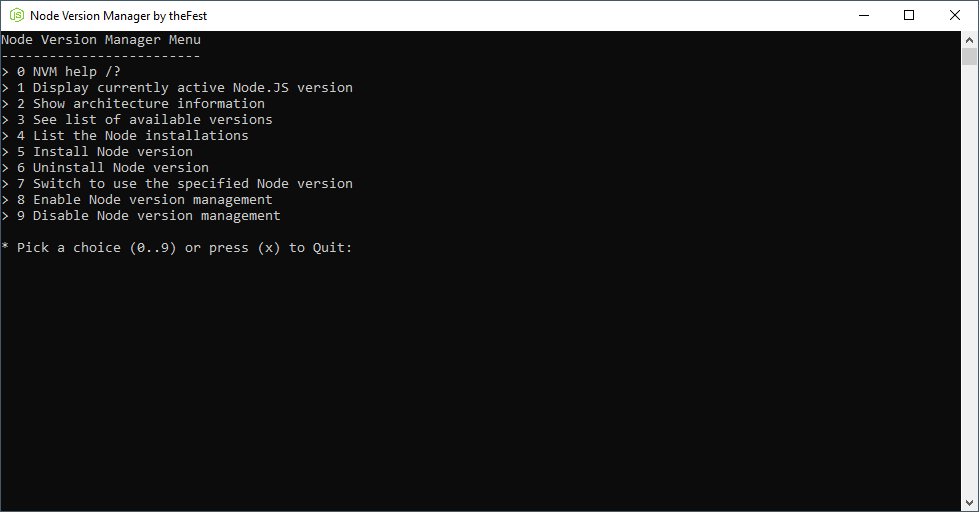 Node Version Manager by theFest
Node Version Manager Menu
-------------------------
> 0 NVM help /?
> 1 Display currently active Node.JS version
> 2 Show architecture information
> 3 See list of available versions
> 4 List the Node installations
> 5 Install Node version
> 6 Uninstall Node version
> 7 Switch to use the specified Node version
> 8 Enable Node version management
> 9 Disable Node version management
* Pick a choice (0..9) or press (x) to Quit: